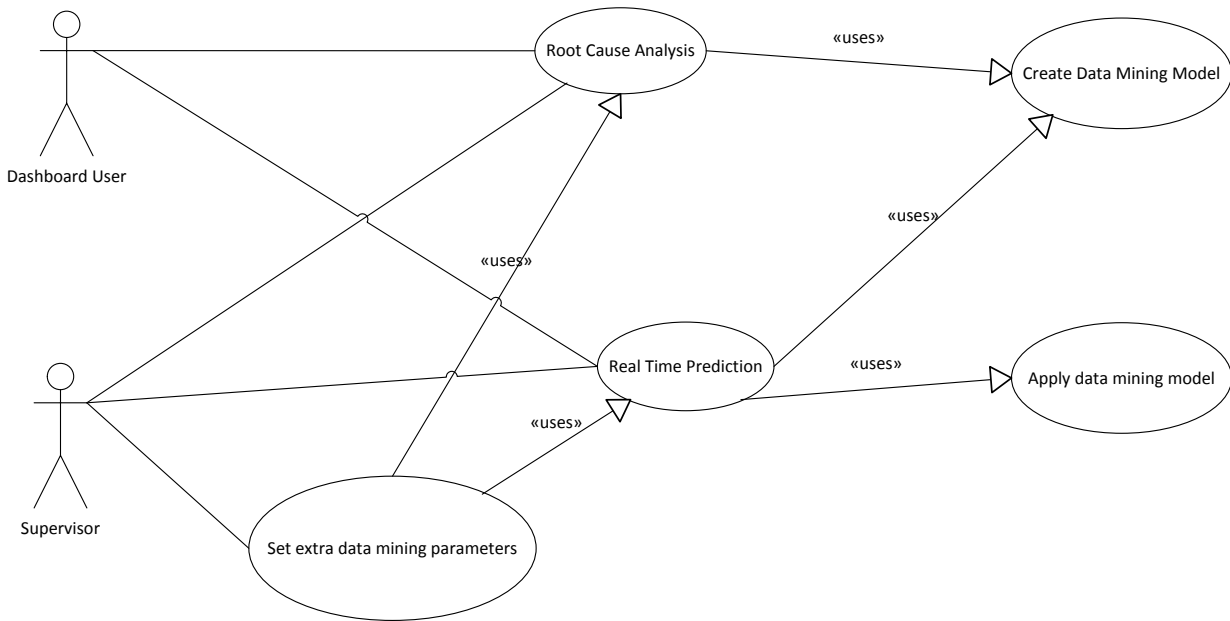 Root Cause Analysis
«uses»
Create Data Mining Model
Dashboard User
«uses»
«uses»
Real Time Prediction
«uses»
Apply data mining model
«uses»
Supervisor
Set extra data mining parameters